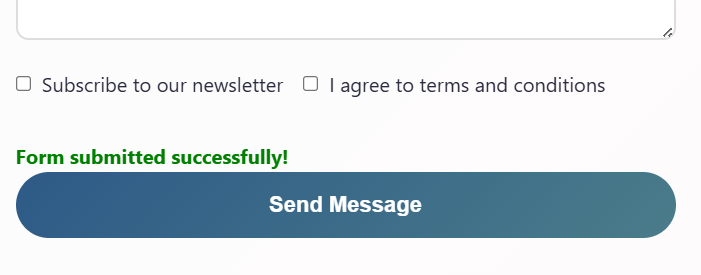 Subscribe to our newsletter I agree to terms and conditions
Form submitted successfully!
Send Message